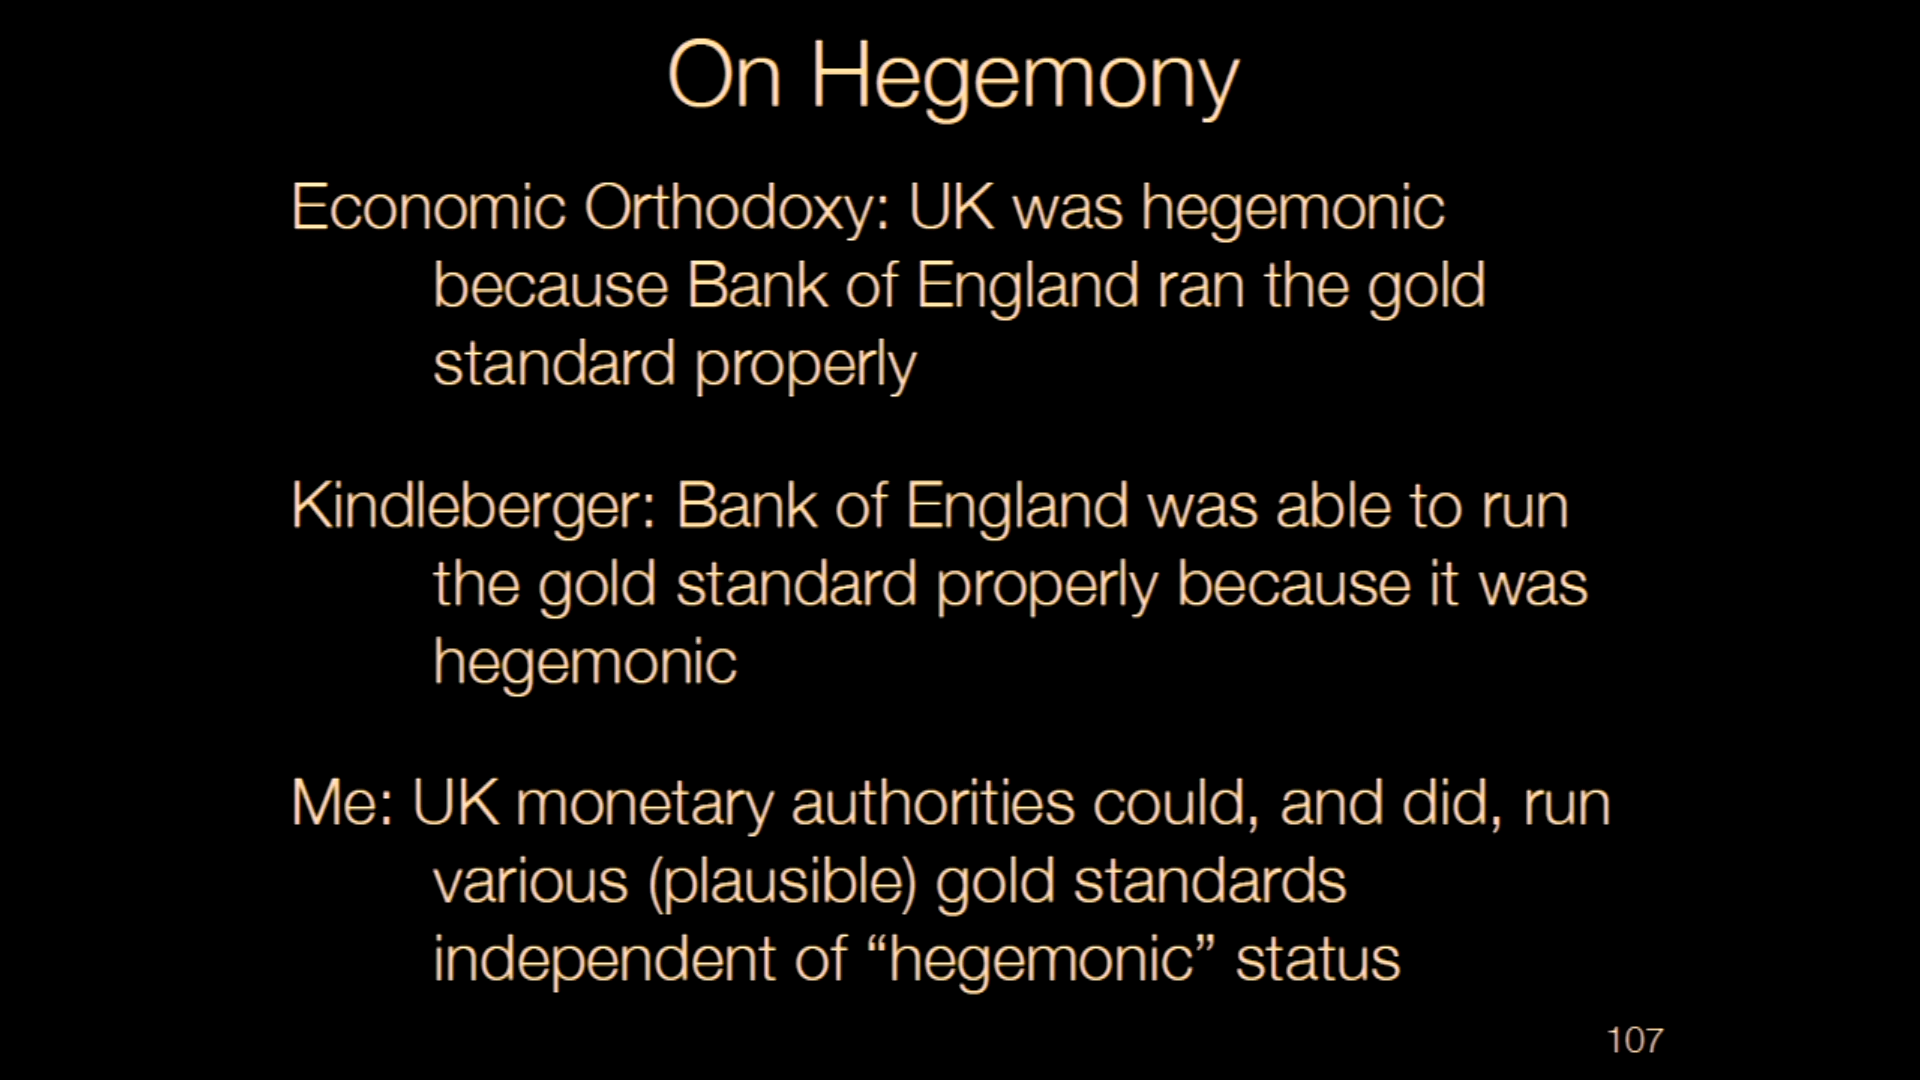 On Hegemony
Economic Orthodoxy: UK was hegemonic
because Bank of England ran the gold
standard properly
Kindleberger: Bank of England was able to run
the gold standard properly because it was
hegemonic
Me: UK monetary authorities could, and did, run
various (plausible) gold standards
independent of “hegemonic” status
107